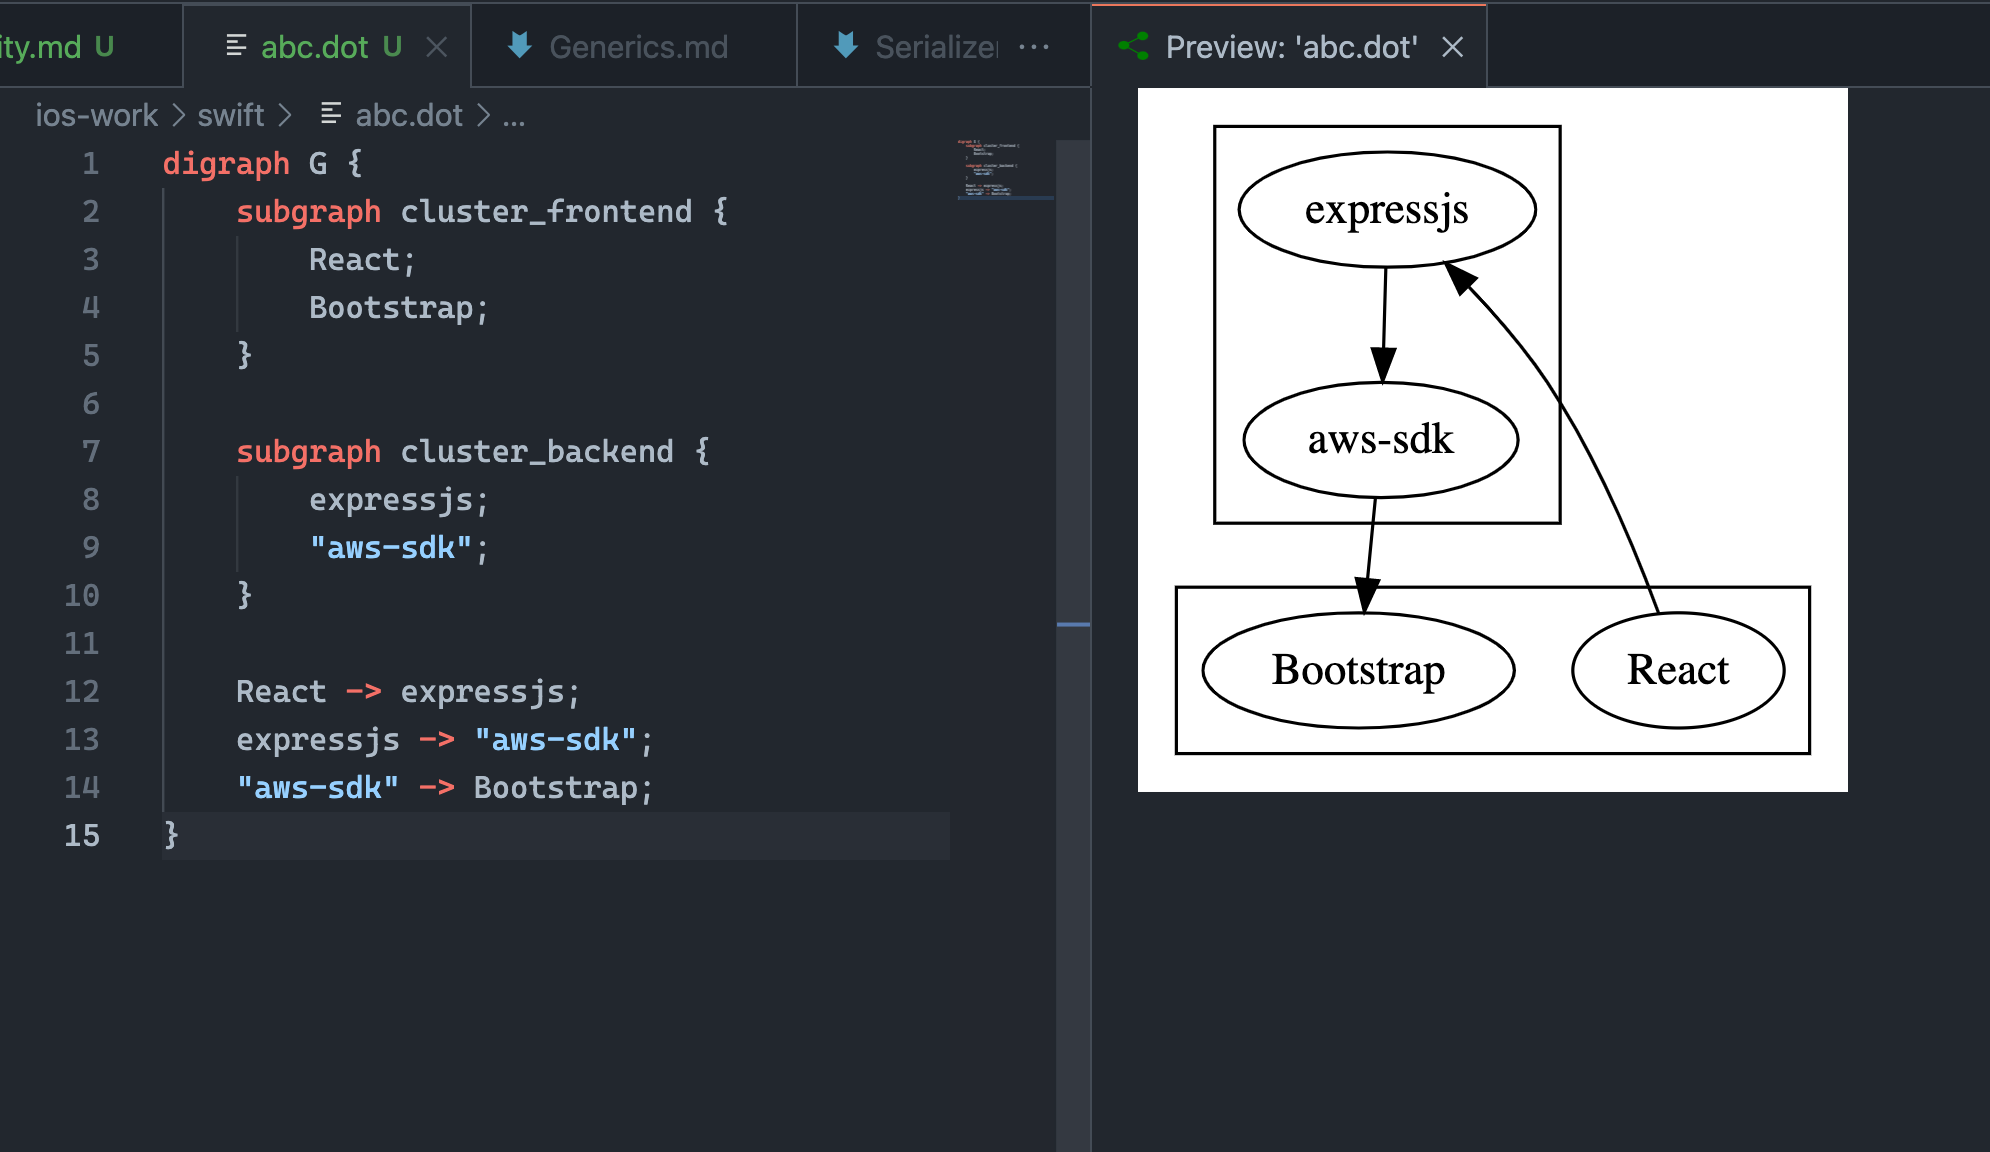 ity.md U
abc.dot U
Generics.md
Serialize
Preview: 'abc.dot'
ios-work > swift > abc.dot > ...
1 digraph G {
2 subgraph cluster_frontend {
3 React;
4 Bootstrap;
5 }
6
7 subgraph cluster_backend {
8 expressjs;
9 "aws-sdk";
10 }
11
12 React -> expressjs;
13 expressjs -> "aws-sdk";
14 "aws-sdk" -> Bootstrap;
15 }
expressjs
aws-sdk
Bootstrap
React